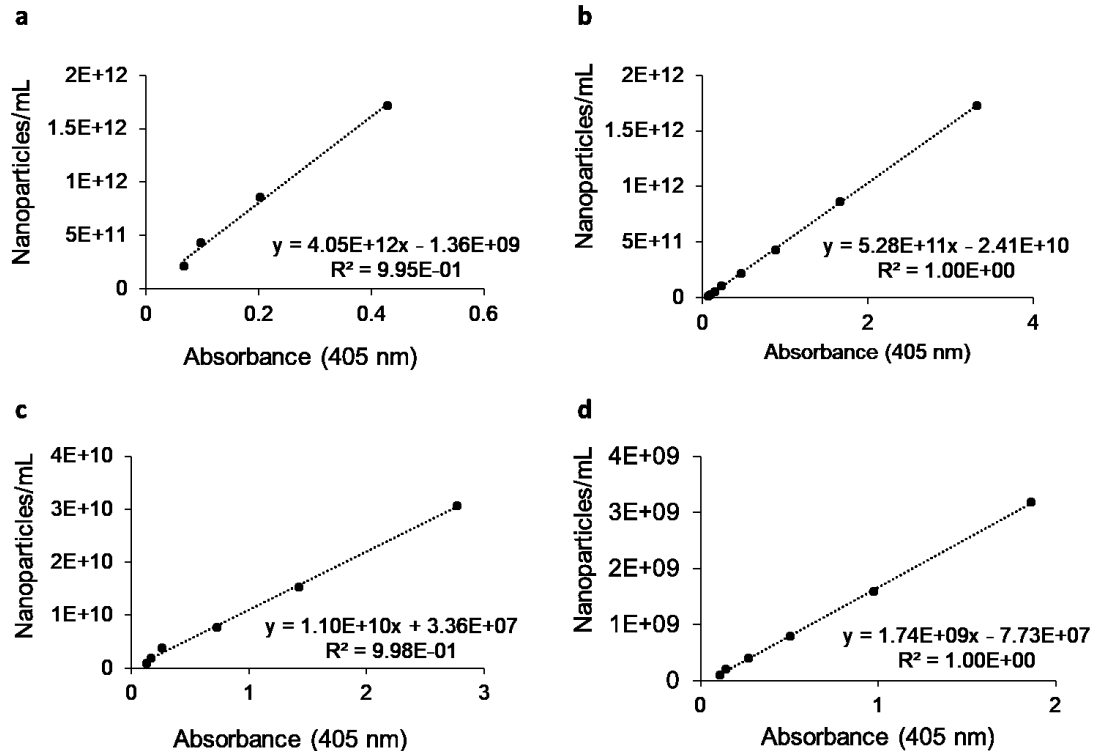 a
Nanoparticles/mL
2E+12
1.5E+12
1E+12
5E+11
0
0
0.2
0.4
0.6
y = 4.05E+12x - 1.36E+09
R² = 9.95E-01
Absorbance (405 nm)
b
Nanoparticles/mL
2E+12
2E+12
1E+12
5E+11
0
0
2
4
y = 5.28E+11x - 2.41E+10
R² = 1.00E+00
Absorbance (405 nm)
c
Nanoparticles/mL
4E+10
3E+10
2E+10
1E+10
0
0
1
2
3
y = 1.10E+10x + 3.36E+07
R² = 9.98E-01
Absorbance (405 nm)
d
Nanoparticles/mL
4E+09
3E+09
2E+09
1E+09
0
0
1
2
y = 1.74E+09x - 7.73E+07
R² = 1.00E+00
Absorbance (405 nm)